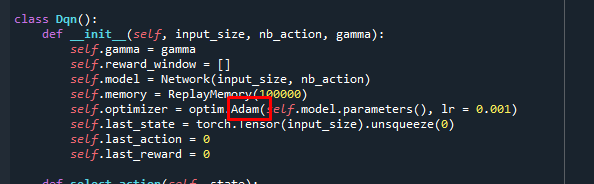 class Dqn():
    def __init__(self, input_size, nb_action, gamma):
        self.gamma = gamma
        self.reward_window = []
        self.model = Network(input_size, nb_action)
        self.memory = ReplayMemory(100000)
        self.optimizer = optim.Adam(self.model.parameters(), lr = 0.001)
        self.last_state = torch.Tensor(input_size).unsqueeze(0)
        self.last_action = 0
        self.last_reward = 0
    def select_action(self, state):